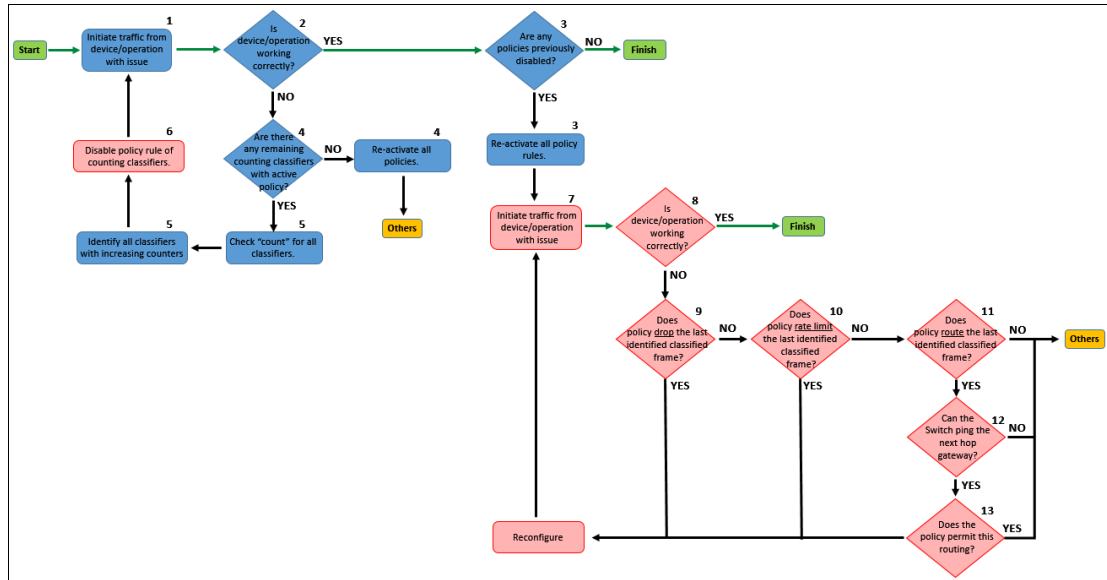 1
2
3
Start
Initiate traffic from
device/operation
with issue
Is
device/operation
working
correctly?
YES
Are any
policies previously
disabled?
NO
Finish
NO
YES
6
Disable policy rule of
counting classifiers.
4
Are there
any remaining
counting classifiers
with active
policy?
NO
4
Re-activate all
policies.
3
Re-activate all policy
rules.
YES
Others
5
Identify all classifiers
with increasing counters
5
Check “count” for all
classifiers.
7
Initiate traffic from
device/operation
with issue
8
Is
device/operation
working
correctly?
YES
Finish
NO
9
Does
policy drop the last
identified classified
frame?
NO
YES
10
Does
policy rate limit
the last identified
classified
frame?
NO
YES
11
Does
policy
route the last
identified classified
frame?
NO
Others
YES
12
Can the
Switch ping the
next hop
gateway?
NO
YES
13
Does the
policy permit this
routing?
YES
Reconfigure